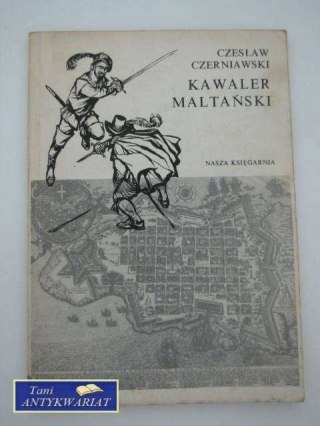 CZESŁAW
CZERNIAWSKI
KAWALER
MALTAŃSKI
NASZA KSIĘGARNIA
Tani
ANTYKWARIAT